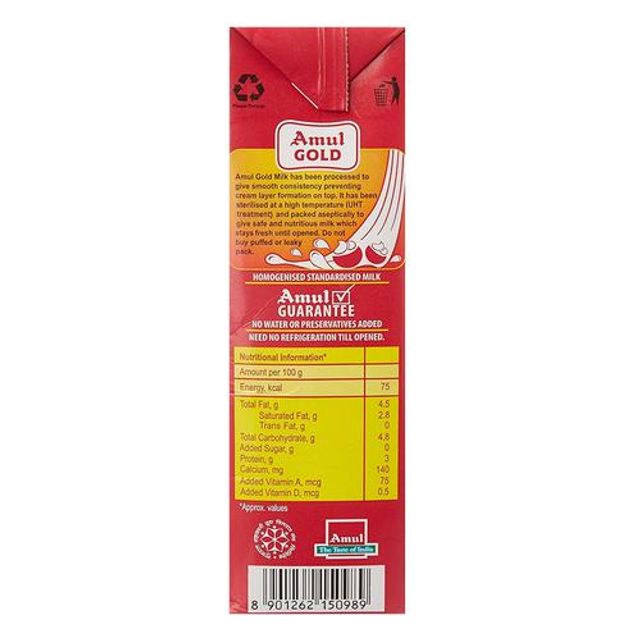 Please Recycle
Amul
GOLD
Amul Gold Milk has been processed to
give smooth consistency preventing
cream layer formation on top. It has been
sterilised at a high temperature (UHT
treatment) and packed aseptically to
give safe and nutritious milk which
stays fresh until opened. Do not
buy puffed or leaky
pack.
HOMOGENISED STANDARDISED MILK
Amul
GUARANTEE
NO WATER OR PRESERVATIVES ADDED
NEED NO REFRIGERATION TILL OPENED.
Nutritional Information*
Amount per 100 g
Energy, kcal 75
Total Fat, g 4.5
Saturated Fat, g 2.8
Trans Fat, g 0
Total Carbohydrate, g 4.8
Added Sugar, g 0
Protein, g 3
Calcium, mg 140
Added Vitamin A, mcg 75
Added Vitamin D, mcg 0.5
*Approx. values
Amul
The Taste of India
8 901262 150989